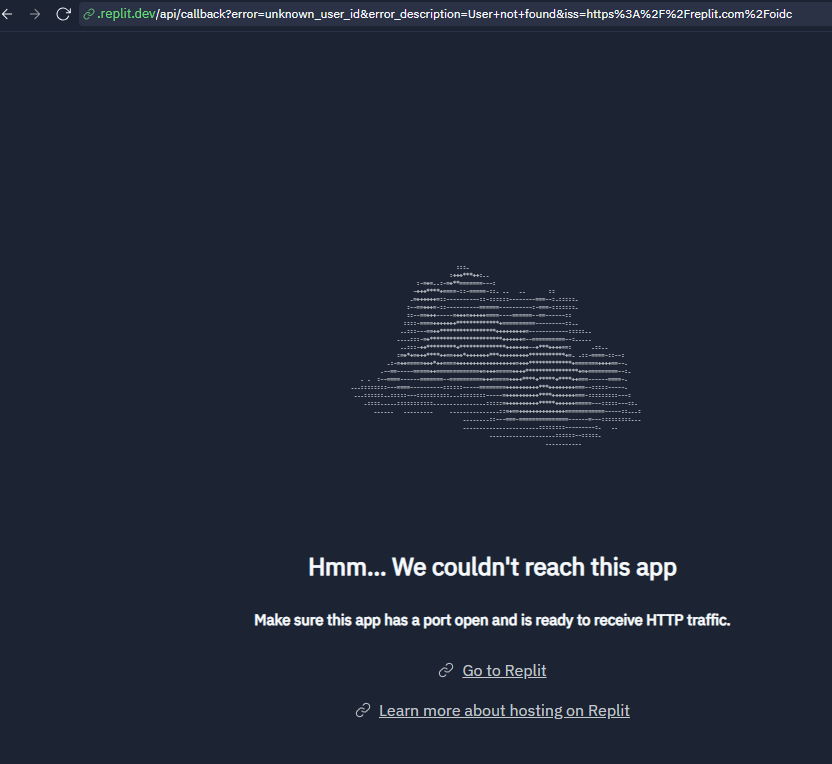 .replit.dev/api/callback?error=unknown_user_id&error_description=User+not+found&iss=https%3A%2F%2Freplit.com%2Foidc
Hmm... We couldn't reach this app
Make sure this app has a port open and is ready to receive HTTP traffic.
Go to Replit
Learn more about hosting on Replit